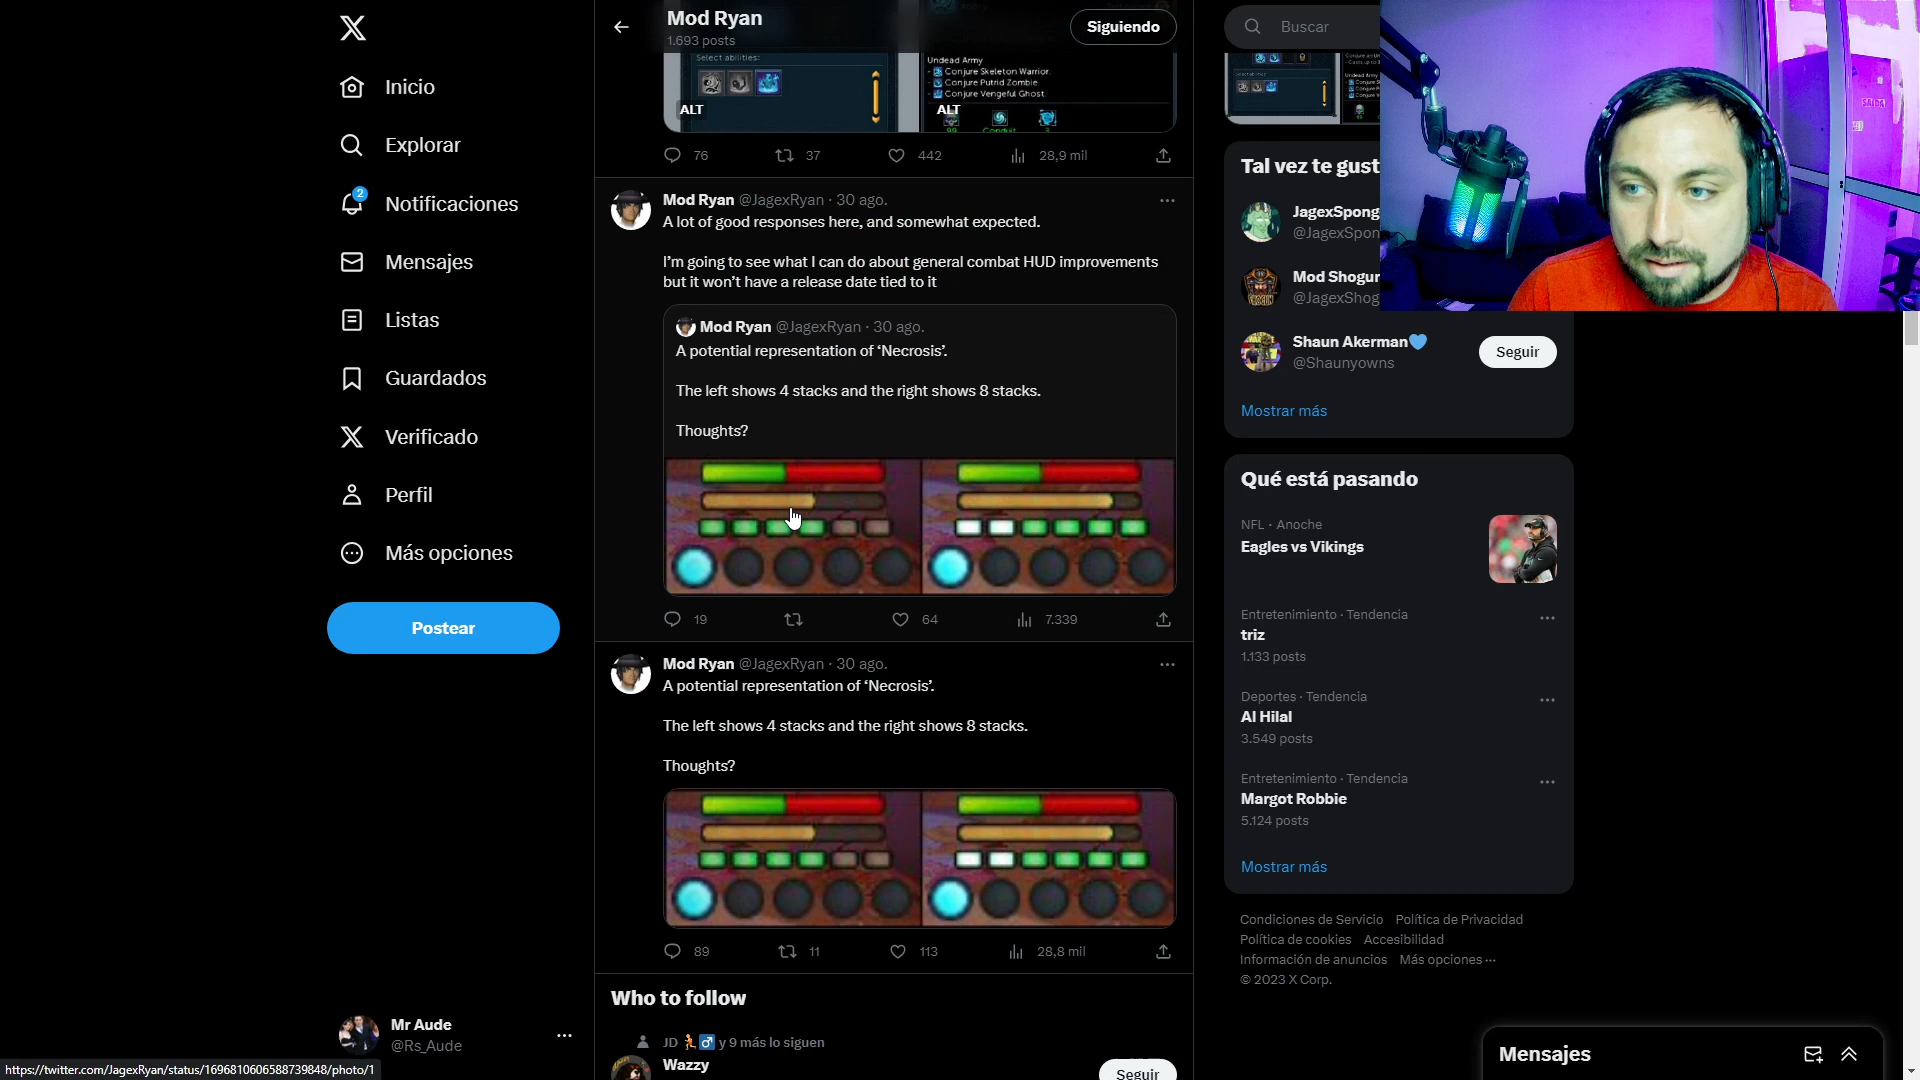 Mod Ryan
1.693 posts
Siguiendo
Buscar
Inicio
Explorar
2
Notificaciones
Mensajes
Listas
Guardados
Verificado
Perfil
Más opciones
Postear
Mr Aude
@Rs_Aude
https://twitter.com/JagexRyan/status/1696810606588739848/photo/1
Select abilities:
ALT
Undead Army
- Conjure Skeleton Warrior.
- Conjure Putrid Zombie.
- Conjure Vengeful Ghost.
ALT
99 Conduit 3
76 37 442 28,9 mil
Mod Ryan @JagexRyan · 30 ago.
A lot of good responses here, and somewhat expected.
I’m going to see what I can do about general combat HUD improvements
but it won’t have a release date tied to it
Mod Ryan @JagexRyan · 30 ago.
A potential representation of ‘Necrosis’.
The left shows 4 stacks and the right shows 8 stacks.
Thoughts?
19 64 7.339
Mod Ryan @JagexRyan · 30 ago.
A potential representation of ‘Necrosis’.
The left shows 4 stacks and the right shows 8 stacks.
Thoughts?
89 11 113 28,8 mil
Who to follow
JD y 9 más lo siguen
Wazzy
Seguir
Tal vez te gust
JagexSpong
@JagexSpon
Mod Shogun
@JagexShog
Shaun Akerman
@Shaunyowns
Seguir
Mostrar más
Qué está pasando
NFL · Anoche
Eagles vs Vikings
Entretenimiento · Tendencia
triz
1.133 posts
Deportes · Tendencia
Al Hilal
3.549 posts
Entretenimiento · Tendencia
Margot Robbie
5.124 posts
Mostrar más
Condiciones de Servicio Política de Privacidad
Política de cookies Accesibilidad
Información de anuncios Más opciones ···
© 2023 X Corp.
Mensajes